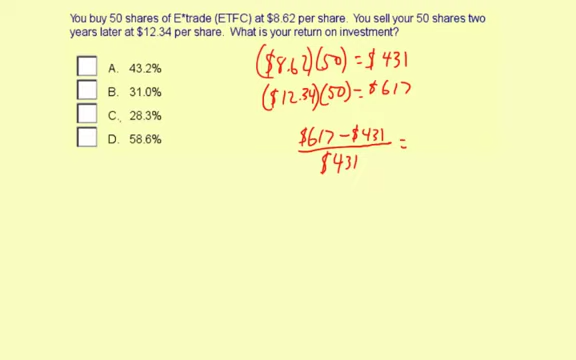 You buy 50 shares of E*trade (ETFC) at $8.62 per share. You sell your 50 shares two
years later at $12.34 per share. What is your return on investment?
A. 43.2%
B. 31.0%
C. 28.3%
D. 58.6%
($8.62)(50) = $431
($12.34)(50) = $617
$617 - $431 =
$431